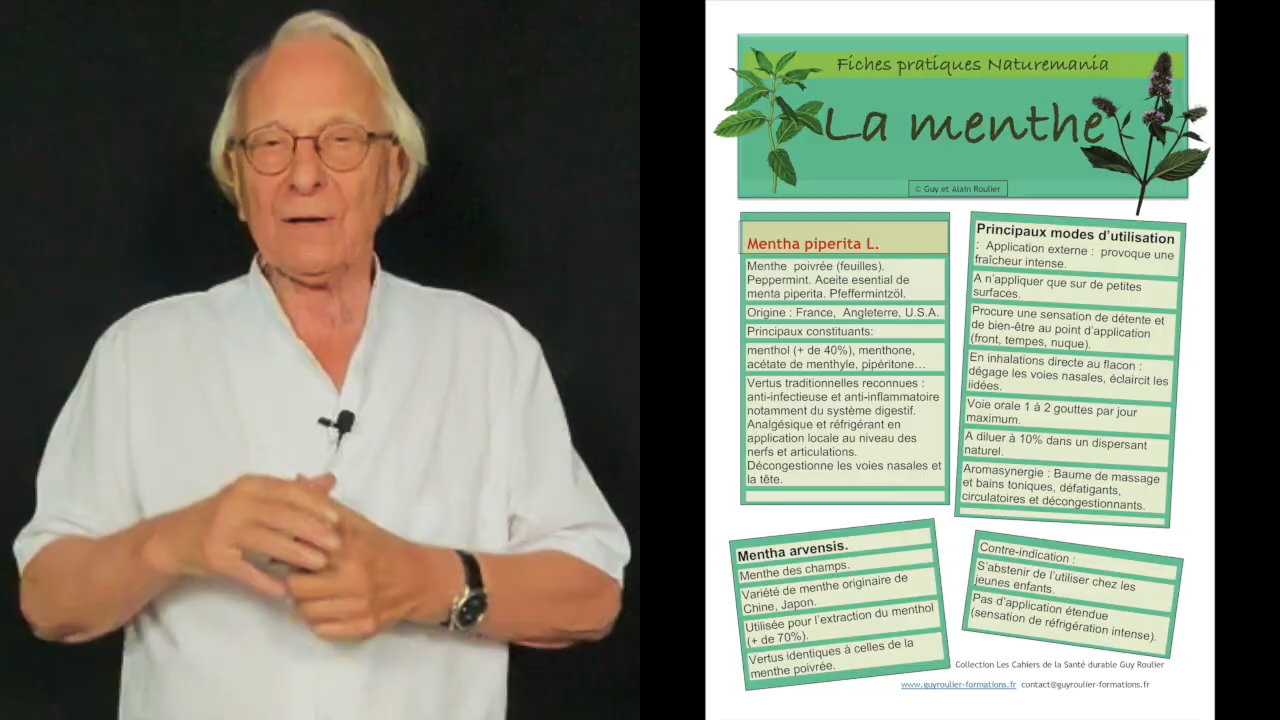 Fiches pratiques Naturemania
La menthe
© Guy et Alain Roulier
Mentha piperita L.
Menthe poivrée (feuilles).
Peppermint. Aceite esential de
menta piperita. Pfeffermintzöl.
Origine : France, Angleterre, U.S.A.
Principaux constituants:
menthol (+ de 40%), menthone,
acétate de menthyle, pipéritone…
Vertus traditionnelles reconnues :
anti-infectieuse et anti-inflammatoire
notamment du système digestif.
Analgésique et réfrigérant en
application locale au niveau des
nerfs et articulations.
Décongestionne les voies nasales et
la tête.
Principaux modes d'utilisation
: Application externe : provoque une
fraîcheur intense.
A n'appliquer que sur de petites
surfaces.
Procure une sensation de détente et
de bien-être au point d'application
(front, tempes, nuque).
En inhalations directe au flacon :
dégage les voies nasales, éclaircit les
iidées.
Voie orale 1 à 2 gouttes par jour
maximum.
A diluer à 10% dans un dispersant
naturel.
Aromasynergie : Baume de massage
et bains toniques, défatigants,
circulatoires et décongestionnants.
Mentha arvensis.
Menthe des champs.
Variété de menthe originaire de
Chine, Japon.
Utilisée pour l'extraction du menthol
(+ de 70%).
Vertus identiques à celles de la
menthe poivrée.
Contre-indication :
S'abstenir de l'utiliser chez les
jeunes enfants.
Pas d'application étendue
(sensation de réfrigération intense).
Collection Les Cahiers de la Santé durable Guy Roulier
www.guyroulier-formations.fr contact@guyroulier-formations.fr